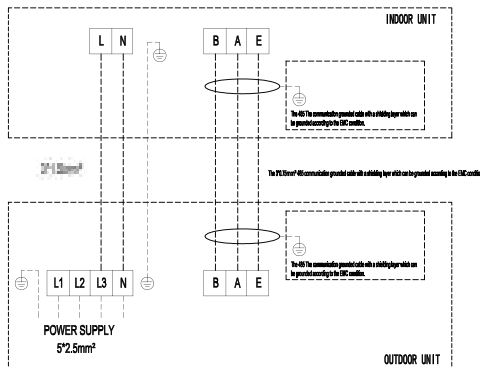 INDOOR UNIT
L N
B A E
The 485 The communication grounded cable with a shielding layer which can
be grounded according to the EMC condition.
The 3*0.75mm² 485 communication grounded cable with a shielding layer which can be grounded according to the EMC conditio
The 485 The communication grounded cable with a shielding layer which can
be grounded according to the EMC condition.
L1 L2 L3 N
B A E
POWER SUPPLY
5*2.5mm²
OUTDOOR UNIT